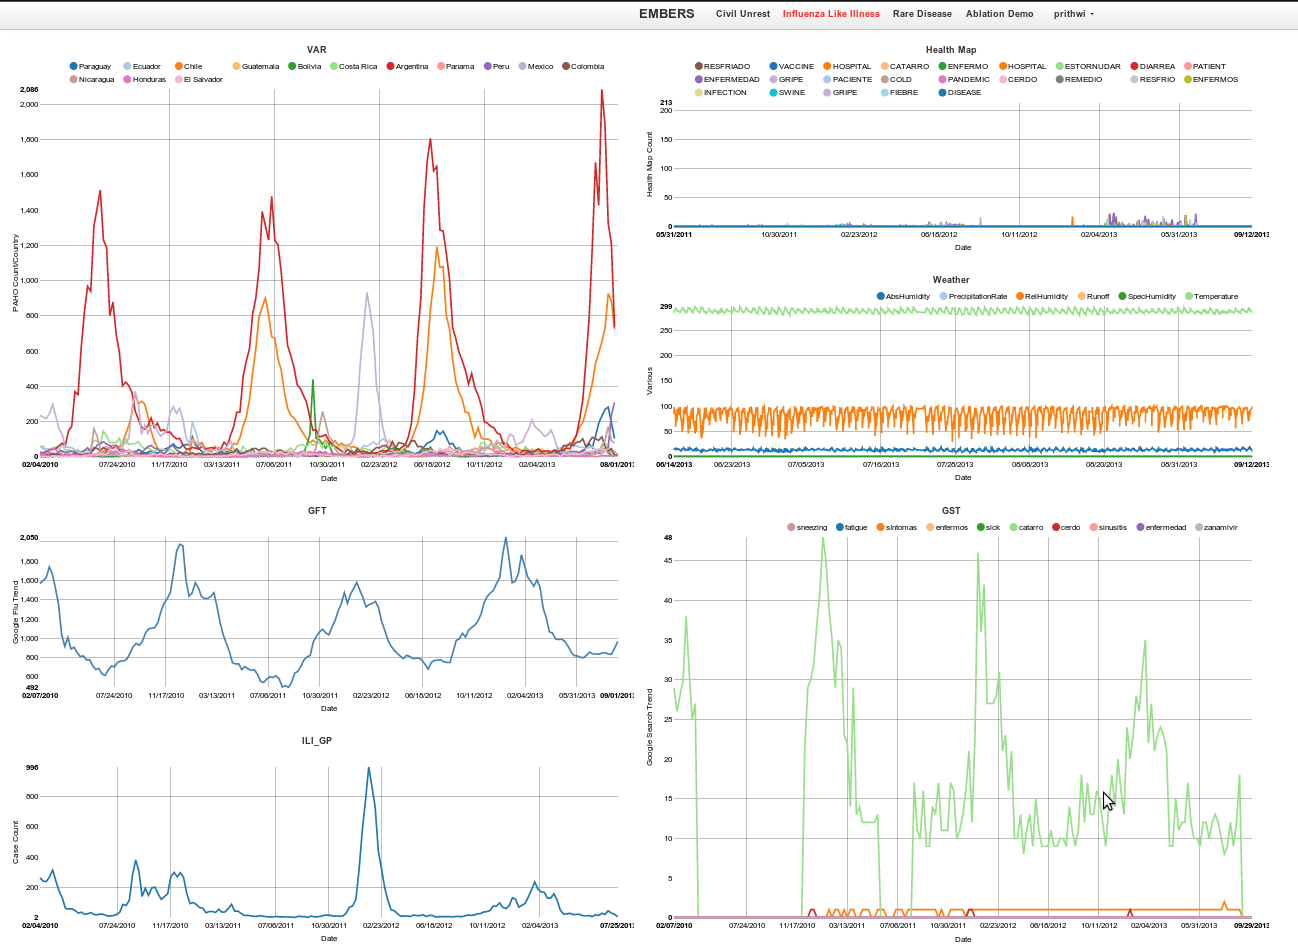 EMBERS Civil Unrest Influenza Like Illness Rare Disease Ablation Demo prithwi
VAR
Paraguay Ecuador Chile Guatemala Bolivia Costa Rica Argentina Panama Peru Mexico Colombia
Nicaragua Honduras El Salvador
2,086
2,000
1,800
1,600
1,400
1,200
1,000
800
600
400
200
0
PAHO Count/Country
02/04/2010 07/24/2010 11/17/2010 03/13/2011 07/06/2011 10/30/2011 02/23/2012 06/18/2012 10/11/2012 02/04/2013 08/01/201
Date
Health Map
RESFRIADO VACCINE HOSPITAL CATARRO ENFERMO HOSPITAL ESTORNUDAR DIARREA PATIENT
ENFERMEDAD GRIPE PACIENTE COLD PANDEMIC CERDO REMEDIO RESFRIO ENFERMOS
INFECTION SWINE GRIPE FIEBRE DISEASE
213
200
150
100
50
0
Health Map Count
05/31/2011 10/30/2011 02/23/2012 06/18/2012 10/11/2012 02/04/2013 05/31/2013 09/12/201
Date
Weather
AbsHumidity PrecipitationRate RelHumidity Runoff SpecHumidity Temperature
299
250
200
150
100
50
0
Various
06/14/2013 06/23/2013 07/05/2013 07/16/2013 07/28/2013 08/08/2013 08/20/2013 08/31/2013 09/12/201
Date
GFT
2,050
1,800
1,600
1,400
1,200
1,000
800
600
492
Google Flu Trend
02/07/2010 07/24/2010 11/17/2010 03/13/2011 07/06/2011 10/30/2011 02/23/2012 06/18/2012 10/11/2012 02/04/2013 05/31/2013 09/01/201
Date
GST
sneezing fatigue sintomas enfermos sick catarro cerdo sinusitis enfermedad zanamivir
48
45
40
35
30
25
20
15
10
5
0
Google Search Trend
02/07/2010 07/24/2010 11/17/2010 03/13/2011 07/06/2011 10/30/2011 02/23/2012 06/18/2012 10/11/2012 02/04/2013 05/31/2013 09/29/201
Date
ILI_GP
996
800
600
400
200
2
Case Count
02/04/2010 07/24/2010 11/17/2010 03/13/2011 07/06/2011 10/30/2011 02/23/2012 06/18/2012 10/11/2012 02/04/2013 07/25/201
Date